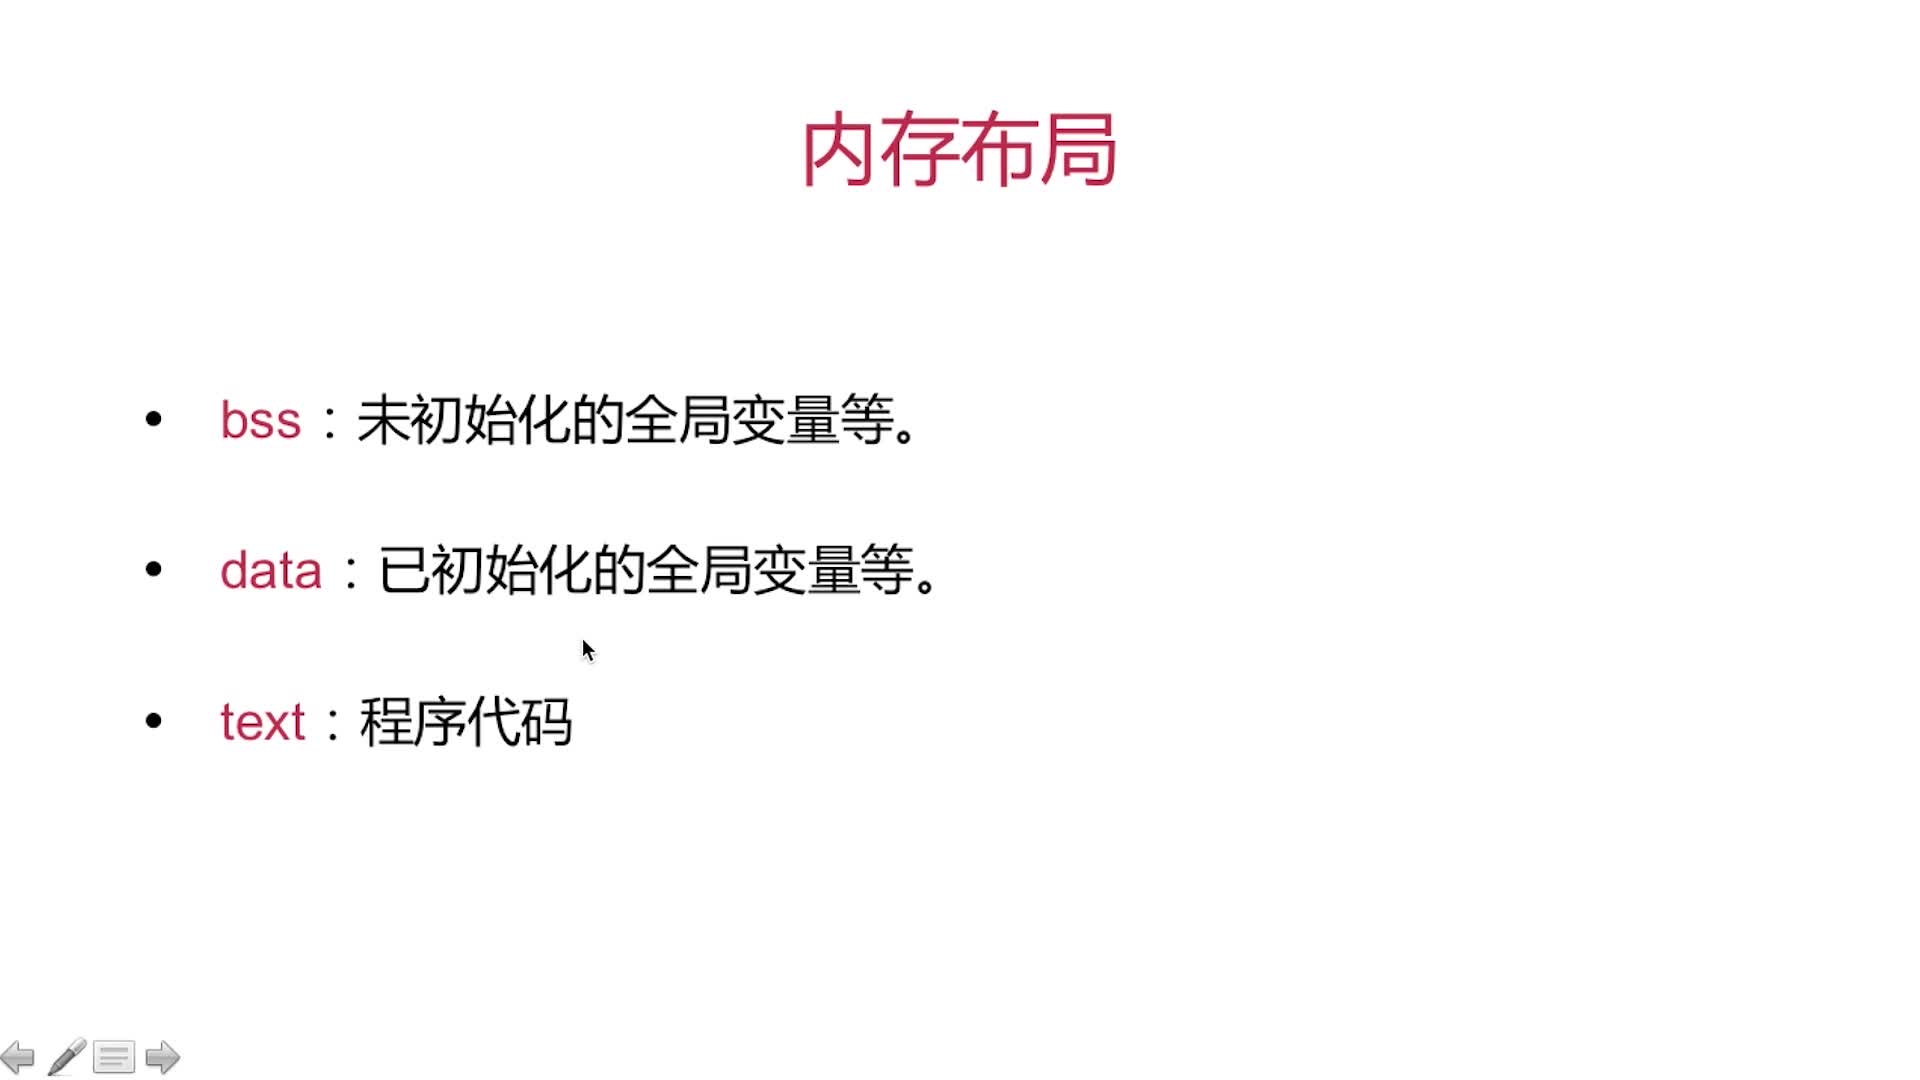 内存布局
• bss：未初始化的全局变量等。
• data：已初始化的全局变量等。
• text：程序代码